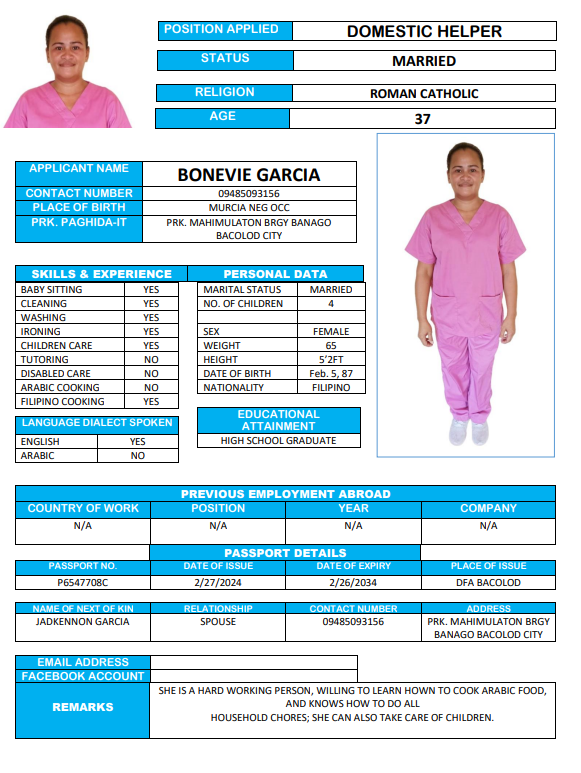 POSITION APPLIED DOMESTIC HELPER
STATUS MARRIED
RELIGION ROMAN CATHOLIC
AGE 37
APPLICANT NAME BONEVIE GARCIA
CONTACT NUMBER 09485093156
PLACE OF BIRTH MURCIA NEG OCC
PRK. PAGHIDA-IT PRK. MAHIMULATON BRGY BANAGO
BACOLOD CITY
SKILLS & EXPERIENCE PERSONAL DATA
BABY SITTING YES MARITAL STATUS MARRIED
CLEANING YES NO. OF CHILDREN 4
WASHING YES
IRONING YES SEX FEMALE
CHILDREN CARE YES WEIGHT 65
TUTORING NO HEIGHT 5’2FT
DISABLED CARE NO DATE OF BIRTH Feb. 5, 87
ARABIC COOKING NO NATIONALITY FILIPINO
FILIPINO COOKING YES
LANGUAGE DIALECT SPOKEN
ENGLISH YES
ARABIC NO
EDUCATIONAL
ATTAINMENT
HIGH SCHOOL GRADUATE
PREVIOUS EMPLOYMENT ABROAD
COUNTRY OF WORK POSITION YEAR COMPANY
N/A N/A N/A N/A
PASSPORT DETAILS
PASSPORT NO. DATE OF ISSUE DATE OF EXPIRY PLACE OF ISSUE
P6547708C 2/27/2024 2/26/2034 DFA BACOLOD
NAME OF NEXT OF KIN RELATIONSHIP CONTACT NUMBER ADDRESS
JADKENNON GARCIA SPOUSE 09485093156 PRK. MAHIMULATON BRGY
BANAGO BACOLOD CITY
EMAIL ADDRESS
FACEBOOK ACCOUNT
REMARKS
SHE IS A HARD WORKING PERSON, WILLING TO LEARN HOWN TO COOK ARABIC FOOD,
AND KNOWS HOW TO DO ALL
HOUSEHOLD CHORES; SHE CAN ALSO TAKE CARE OF CHILDREN.